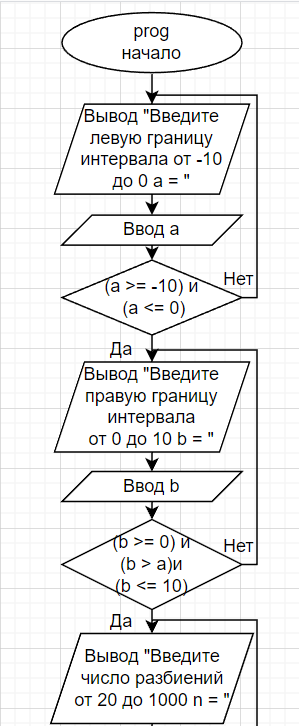 prog
начало
Вывод "Введите
левую границу
интервала от -10
до 0 a = "
Ввод a
(a >= -10) и
(a <= 0)
Нет
Да
Вывод "Введите
правую границу
интервала
от 0 до 10 b = "
Ввод b
(b >= 0) и
(b > a)и
(b <= 10)
Нет
Да
Вывод "Введите
число разбиений
от 20 до 1000 n = "